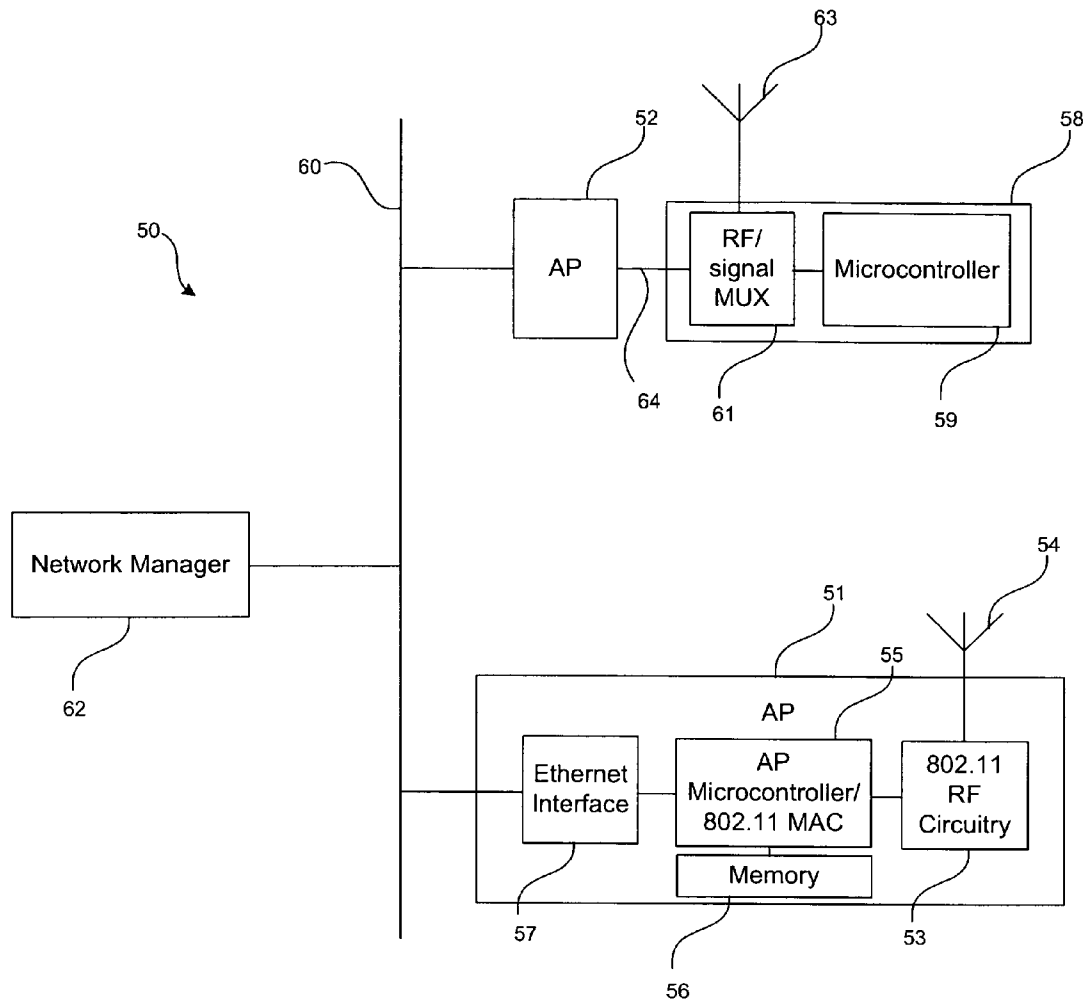 63
52
58
60
50
AP
RF/
signal
MUX
Microcontroller
64
61
59
Network Manager
62
54
51
55
AP
Ethernet
Interface
AP
Microcontroller/
802.11 MAC
802.11
RF
Circuitry
Memory
57
56
53